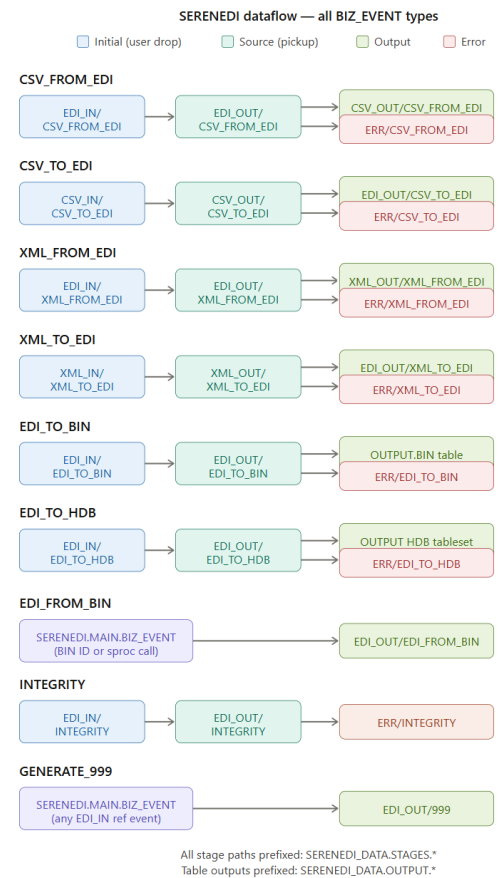 SERENEDI dataflow — all BIZ_EVENT types
Initial (user drop)
Source (pickup)
Output
Error
CSV_FROM_EDI
EDI_IN/
CSV_FROM_EDI
EDI_OUT/
CSV_FROM_EDI
CSV_OUT/CSV_FROM_EDI
ERR/CSV_FROM_EDI
CSV_TO_EDI
CSV_IN/
CSV_TO_EDI
CSV_OUT/
CSV_TO_EDI
EDI_OUT/CSV_TO_EDI
ERR/CSV_TO_EDI
XML_FROM_EDI
EDI_IN/
XML_FROM_EDI
EDI_OUT/
XML_FROM_EDI
XML_OUT/XML_FROM_EDI
ERR/XML_FROM_EDI
XML_TO_EDI
XML_IN/
XML_TO_EDI
XML_OUT/
XML_TO_EDI
EDI_OUT/XML_TO_EDI
ERR/XML_TO_EDI
EDI_TO_BIN
EDI_IN/
EDI_TO_BIN
EDI_OUT/
EDI_TO_BIN
OUTPUT.BIN table
ERR/EDI_TO_BIN
EDI_TO_HDB
EDI_IN/
EDI_TO_HDB
EDI_OUT/
EDI_TO_HDB
OUTPUT HDB tableset
ERR/EDI_TO_HDB
EDI_FROM_BIN
SERENEDI.MAIN.BIZ_EVENT
(BIN ID or sproc call)
EDI_OUT/EDI_FROM_BIN
INTEGRITY
EDI_IN/
INTEGRITY
EDI_OUT/
INTEGRITY
ERR/INTEGRITY
GENERATE_999
SERENEDI.MAIN.BIZ_EVENT
(any EDI_IN ref event)
EDI_OUT/999
All stage paths prefixed: SERENEDI_DATA.STAGES.*
Table outputs prefixed: SERENEDI_DATA.OUTPUT.*